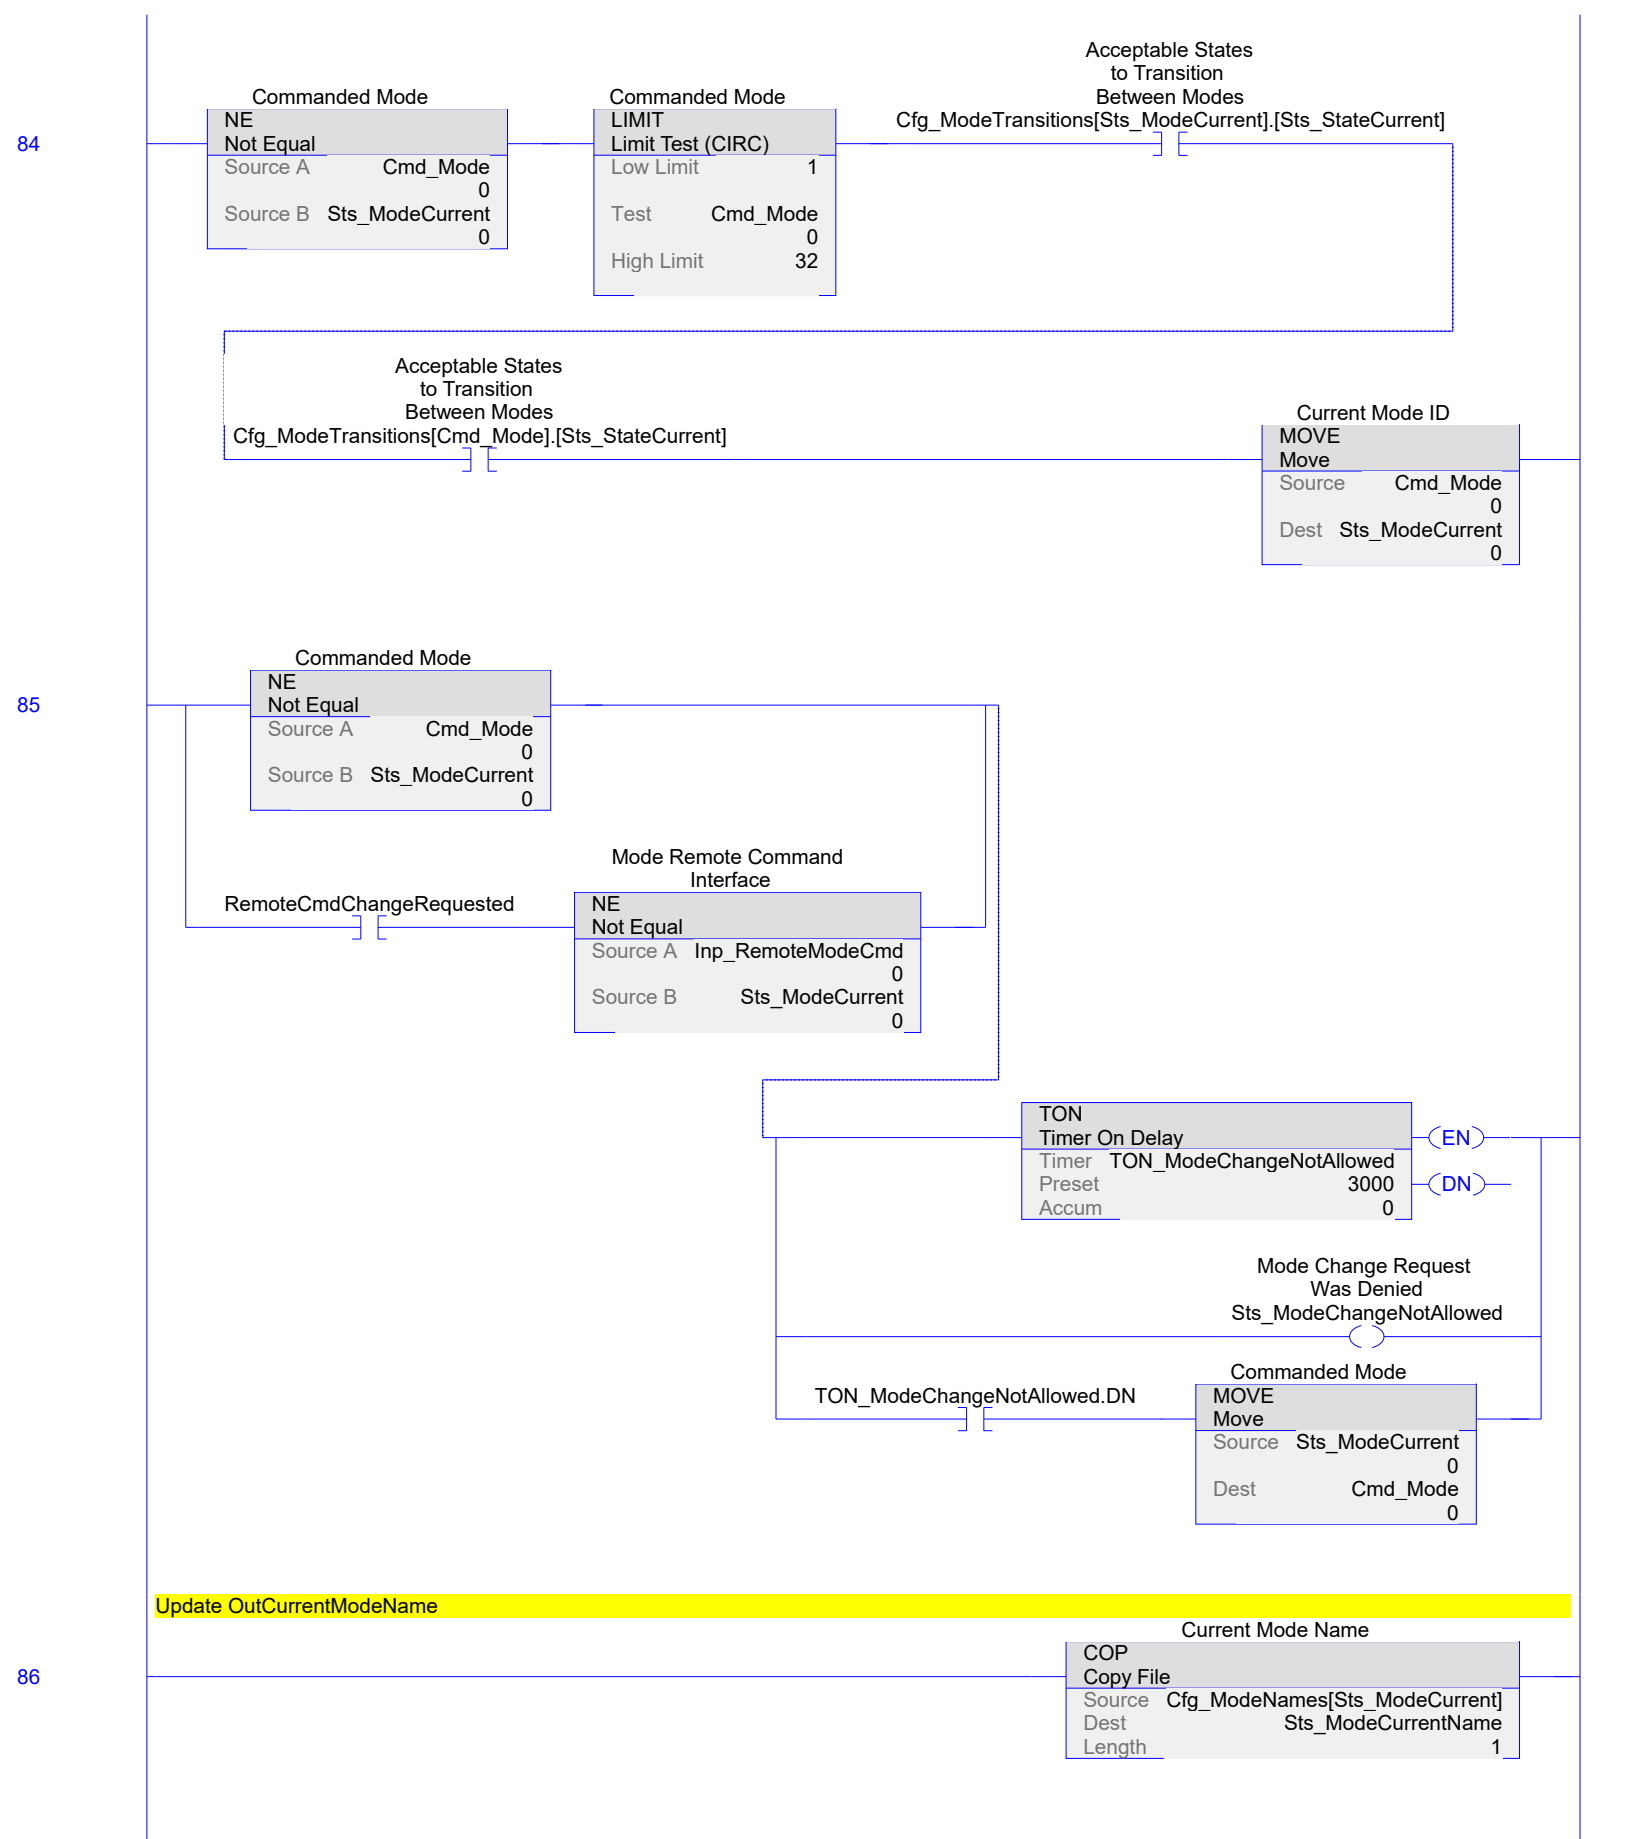 84
Commanded Mode
NE
Not Equal
Source A Cmd_Mode
0
Source B Sts_ModeCurrent
0
Commanded Mode
LIMIT
Limit Test (CIRC)
Low Limit 1
Test Cmd_Mode
0
High Limit 32
Acceptable States
to Transition
Between Modes
Cfg_ModeTransitions[Sts_ModeCurrent].[Sts_StateCurrent]
Acceptable States
to Transition
Between Modes
Cfg_ModeTransitions[Cmd_Mode].[Sts_StateCurrent]
Current Mode ID
MOVE
Move
Source Cmd_Mode
0
Dest Sts_ModeCurrent
0
85
Commanded Mode
NE
Not Equal
Source A Cmd_Mode
0
Source B Sts_ModeCurrent
0
RemoteCmdChangeRequested
Mode Remote Command
Interface
NE
Not Equal
Source A Inp_RemoteModeCmd
0
Source B Sts_ModeCurrent
0
TON
Timer On Delay
Timer TON_ModeChangeNotAllowed
Preset 3000
Accum 0
EN
DN
Mode Change Request
Was Denied
Sts_ModeChangeNotAllowed
TON_ModeChangeNotAllowed.DN
Commanded Mode
MOVE
Move
Source Sts_ModeCurrent
0
Dest Cmd_Mode
0
Update OutCurrentModeName
86
Current Mode Name
COP
Copy File
Source Cfg_ModeNames[Sts_ModeCurrent]
Dest Sts_ModeCurrentName
Length 1